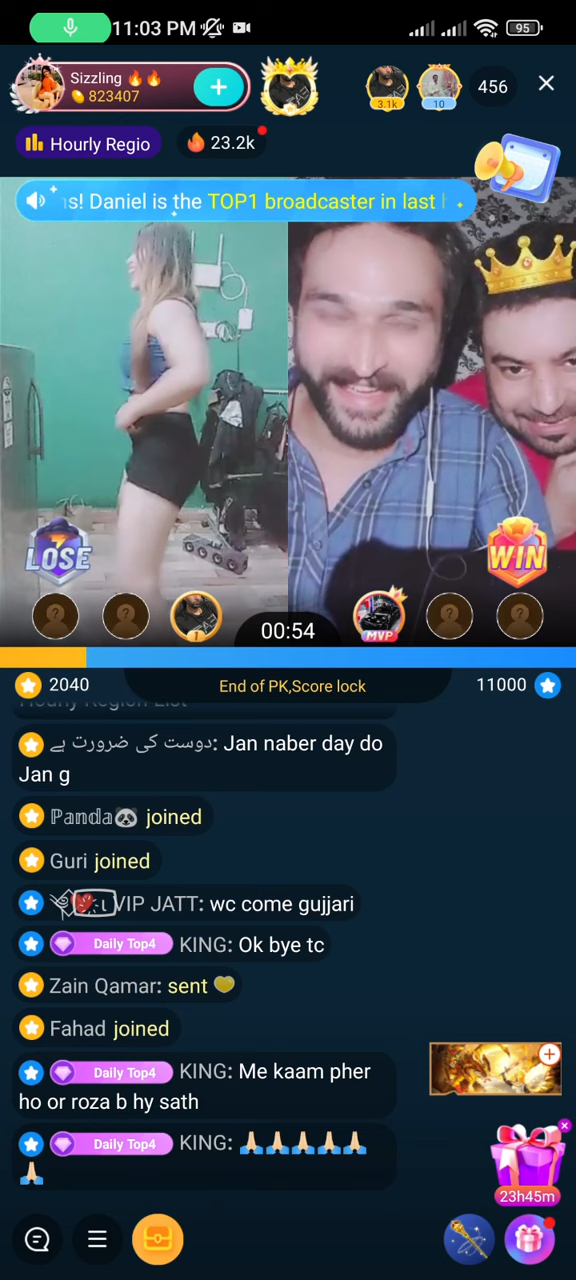 11:03 PM
95
Sizzling 🔥🔥
823407
3.1k
10
456
Hourly Regio
23.2k
s! Daniel is the TOP1 broadcaster in last
LOSE
WIN
1
00:54
MVP
2040
End of PK,Score lock
11000
Hourly Region List
دوست کی ضرورت ہے: Jan naber day do
Jan g
ℙ𝕒𝕟𝕕𝕒🐼 joined
Guri joined
VIP JATT: wc come gujjari
Daily Top4 KING: Ok bye tc
Zain Qamar: sent 💛
Fahad joined
Daily Top4 KING: Me kaam pher
ho or roza b hy sath
Daily Top4 KING: 🙏🏻🙏🏻🙏🏻🙏🏻🙏🏻
🙏🏻
23h45m